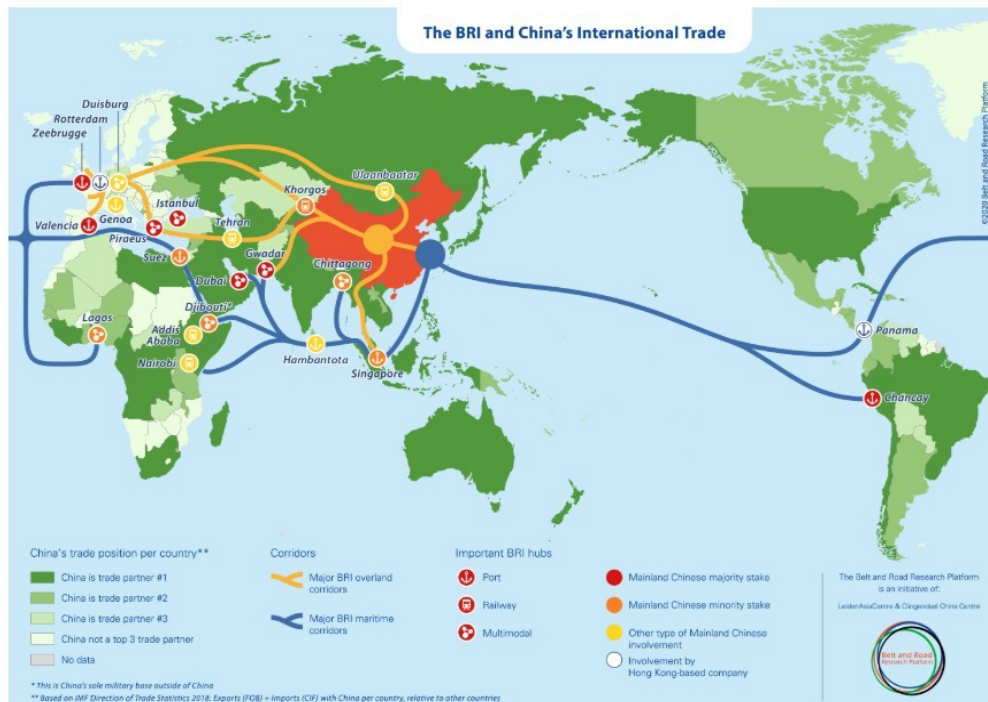 The BRI and China's International Trade
©2020 Belt and Road Research Platform
Duisburg
Rotterdam
Zeebrugge
Ulaanbaatar
Khorgos
Istanbul
Valencia
Genoa
Tehran
Piraeus
Gwadar
Suez
Chittagong
Dubai
Djibouti*
Lagos
Addis
Ababa
Panama
Nairobi
Hambantota
Singapore
Chancay
China's trade position per country**
China is trade partner #1
China is trade partner #2
China is trade partner #3
China not a top 3 trade partner
No data
Corridors
Major BRI overland
corridors
Major BRI maritime
corridors
Important BRI hubs
Port
Railway
Multimodal
Mainland Chinese majority stake
Mainland Chinese minority stake
Other type of Mainland Chinese
involvement
Involvement by
Hong Kong-based company
The Belt and Road Research Platform
is an initiative of:
LeidenAsiaCentre & Clingendael China Centre
Belt and Road
Research Platform
* This is China's sole military base outside of China
** Based on IMF Direction of Trade Statistics 2018; Exports (FOB) + Imports (CIF) with China per country, relative to other countries